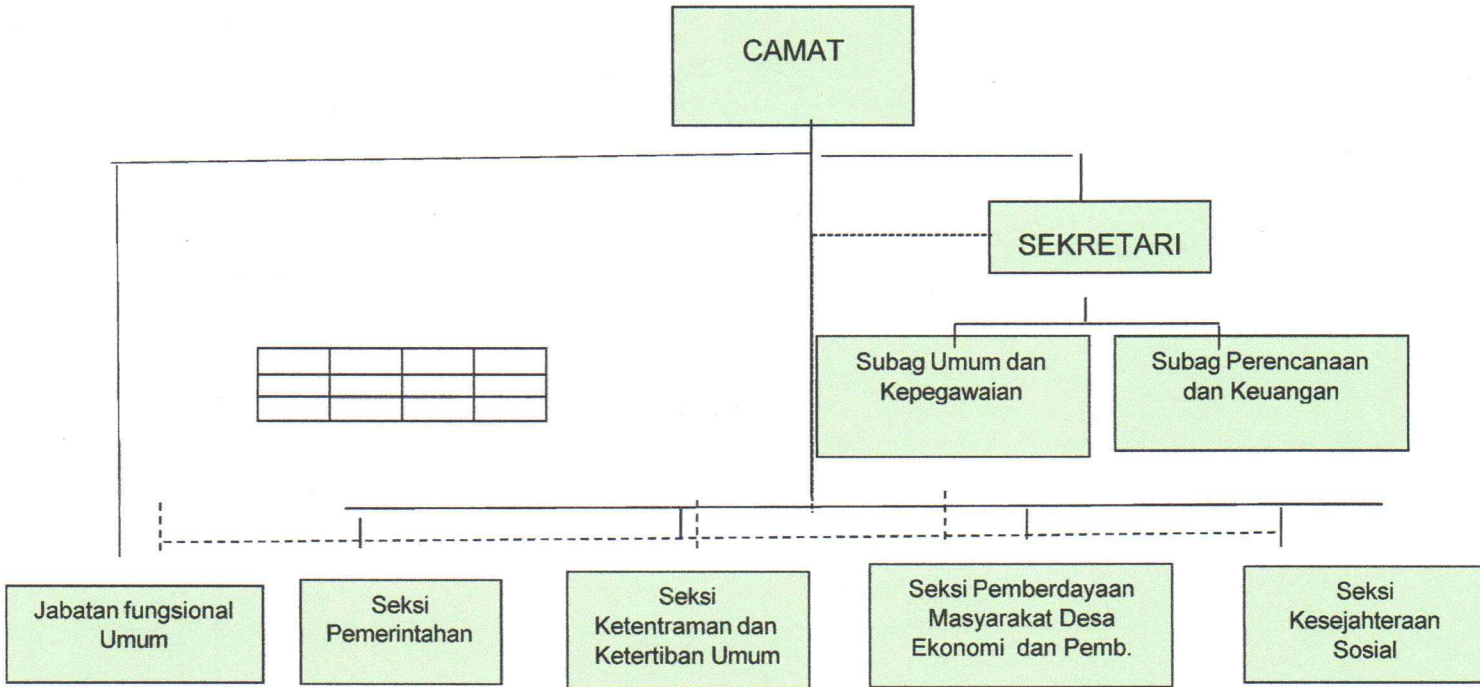 CAMAT
SEKRETARI
Subag Umum dan
Kepegawaian
Subag Perencanaan
dan Keuangan
Jabatan fungsional
Umum
Seksi
Pemerintahan
Seksi
Ketentraman dan
Ketertiban Umum
Seksi Pemberdayaan
Masyarakat Desa
Ekonomi dan Pemb.
Seksi
Kesejahteraan
Sosial